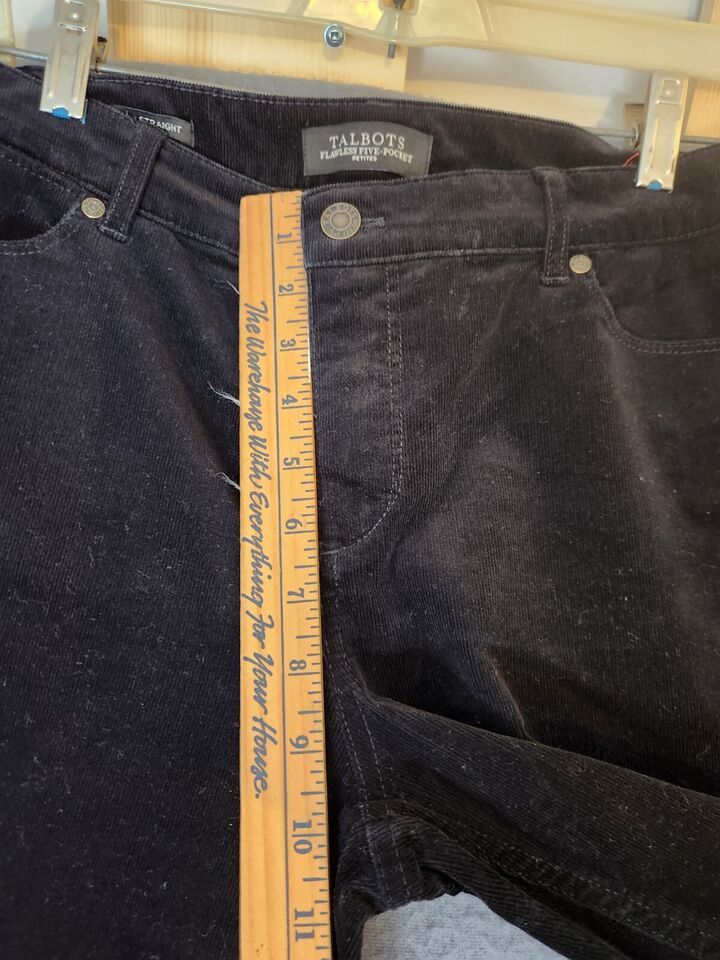 STRAIGHT
TALBOTS
FLAWLESS FIVE-POCKET
PETITES
1
2
3
4
5
6
7
8
9
10
11
The Warehouse With Everything For Your House.